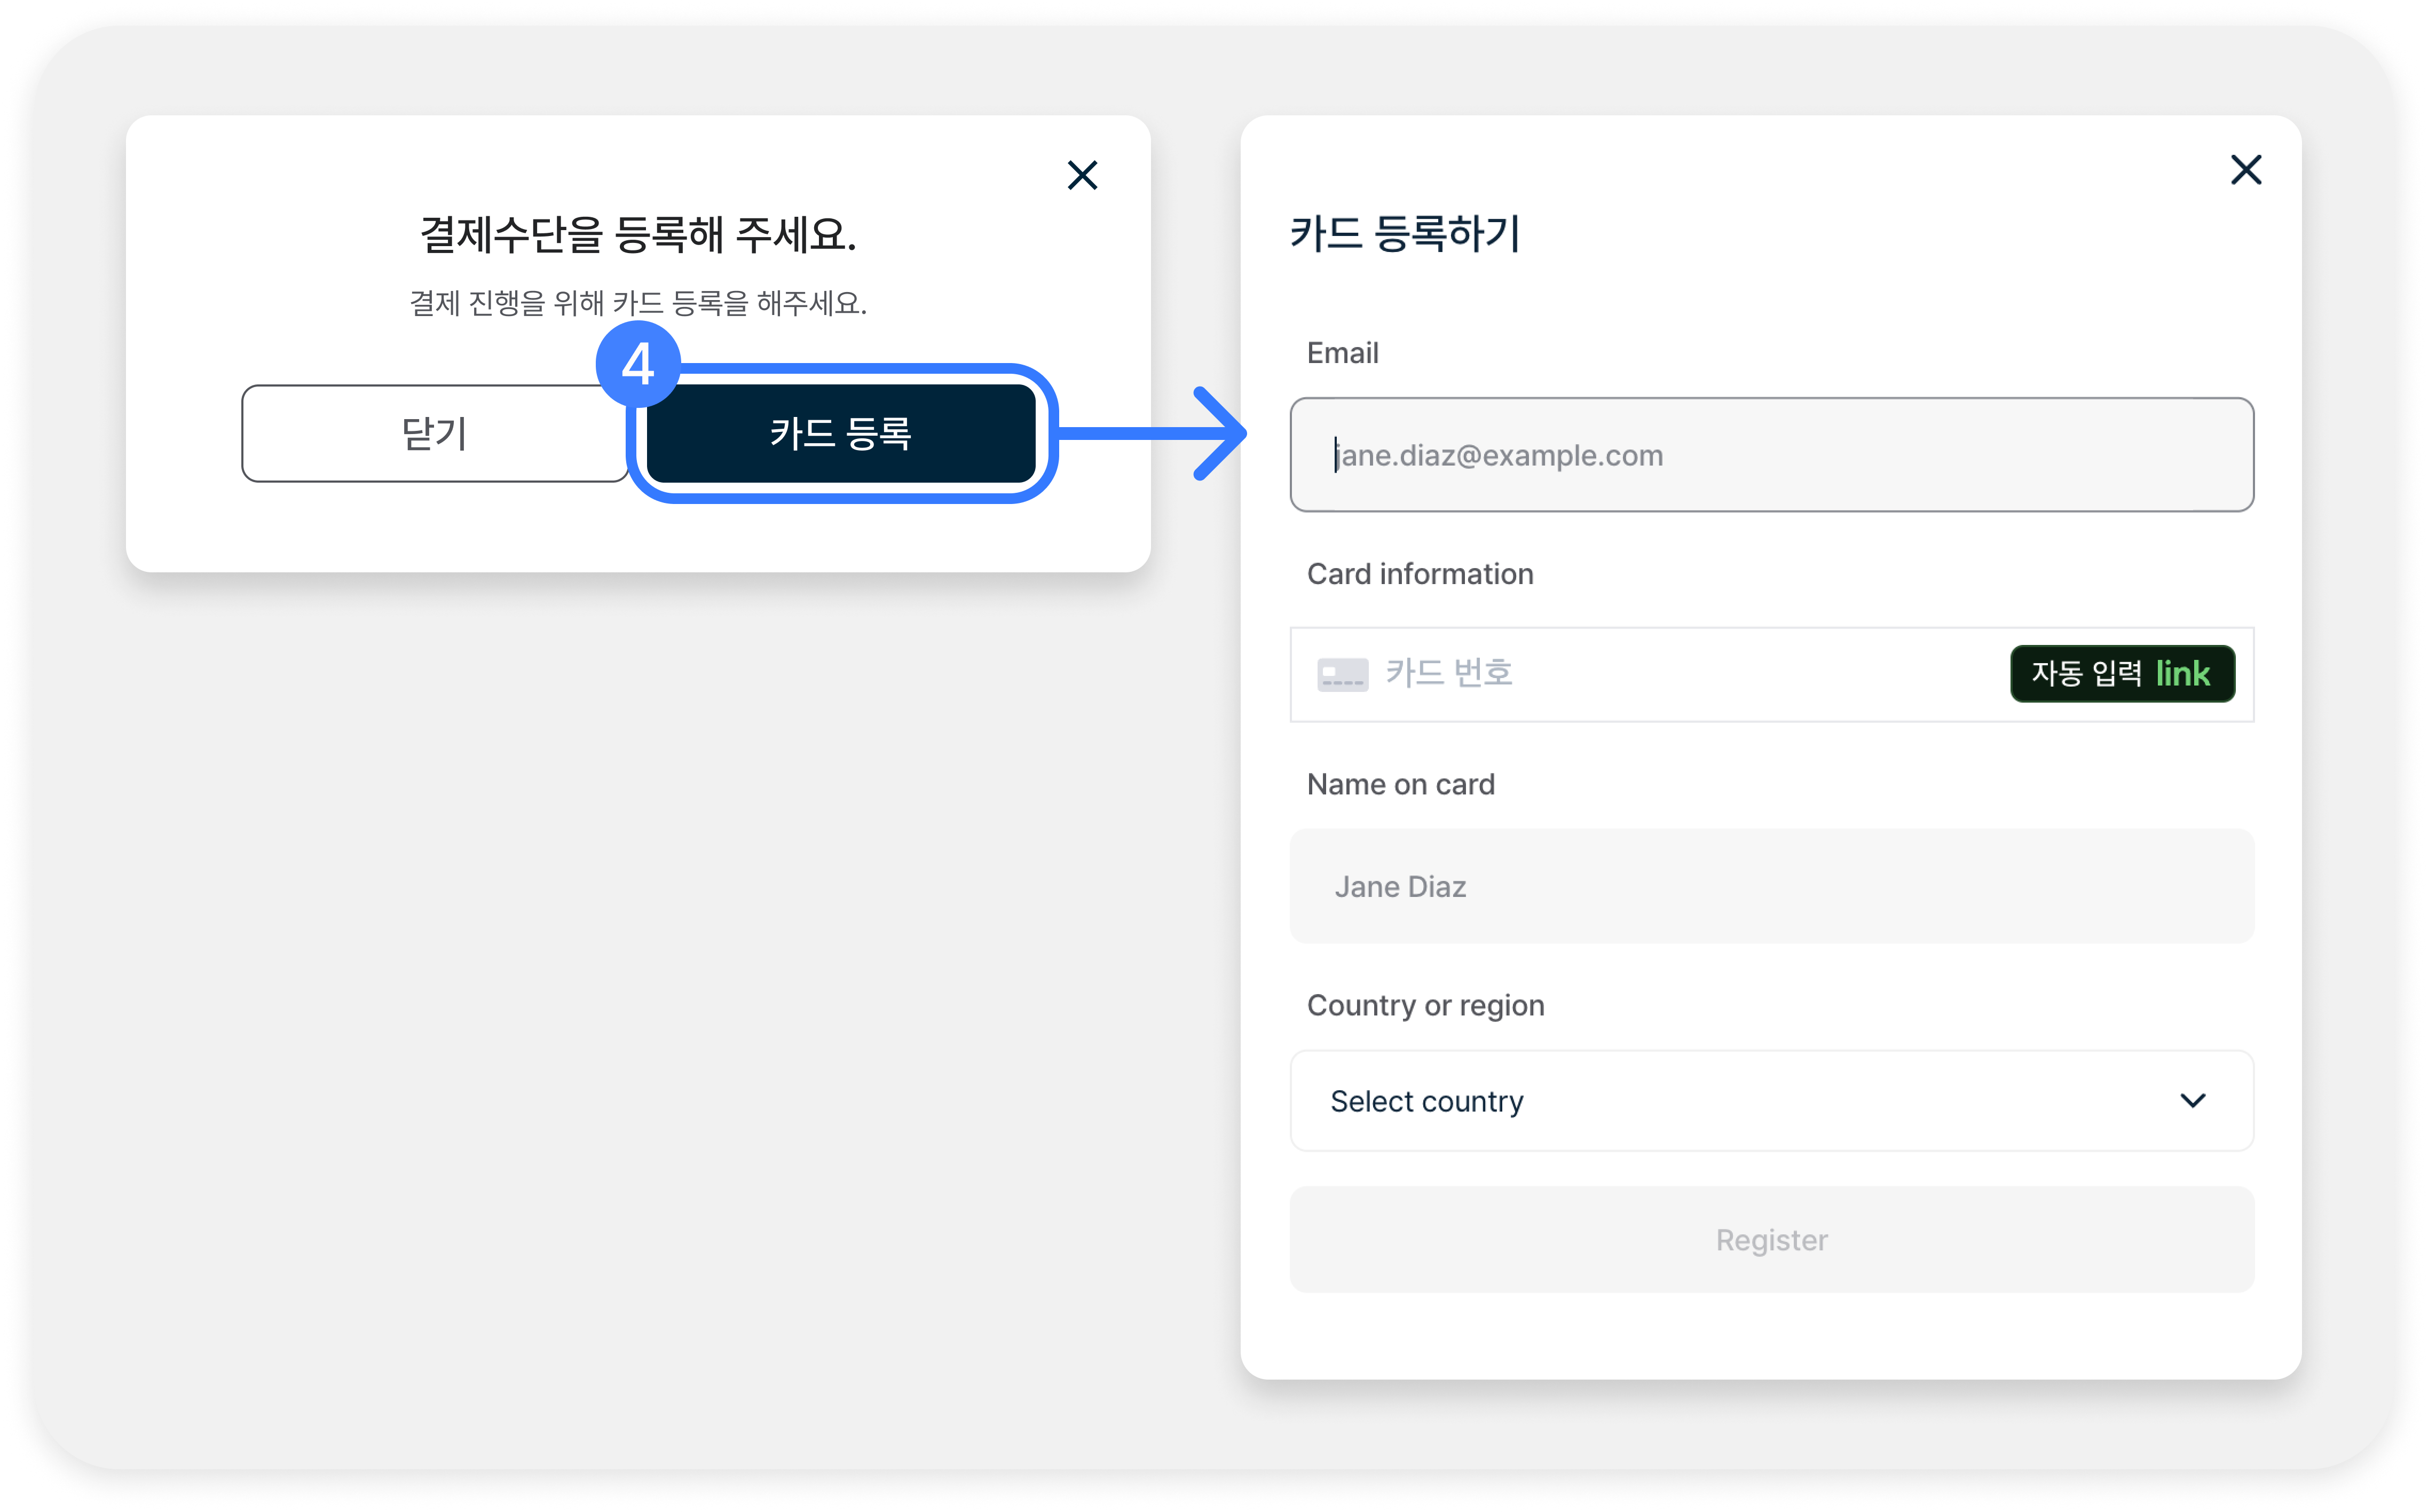 결제수단을 등록해 주세요.
결제 진행을 위해 카드 등록을 해주세요.
4
닫기
카드 등록
카드 등록하기
Email
jane.diaz@example.com
Card information
카드 번호
자동 입력 link
Name on card
Jane Diaz
Country or region
Select country
Register